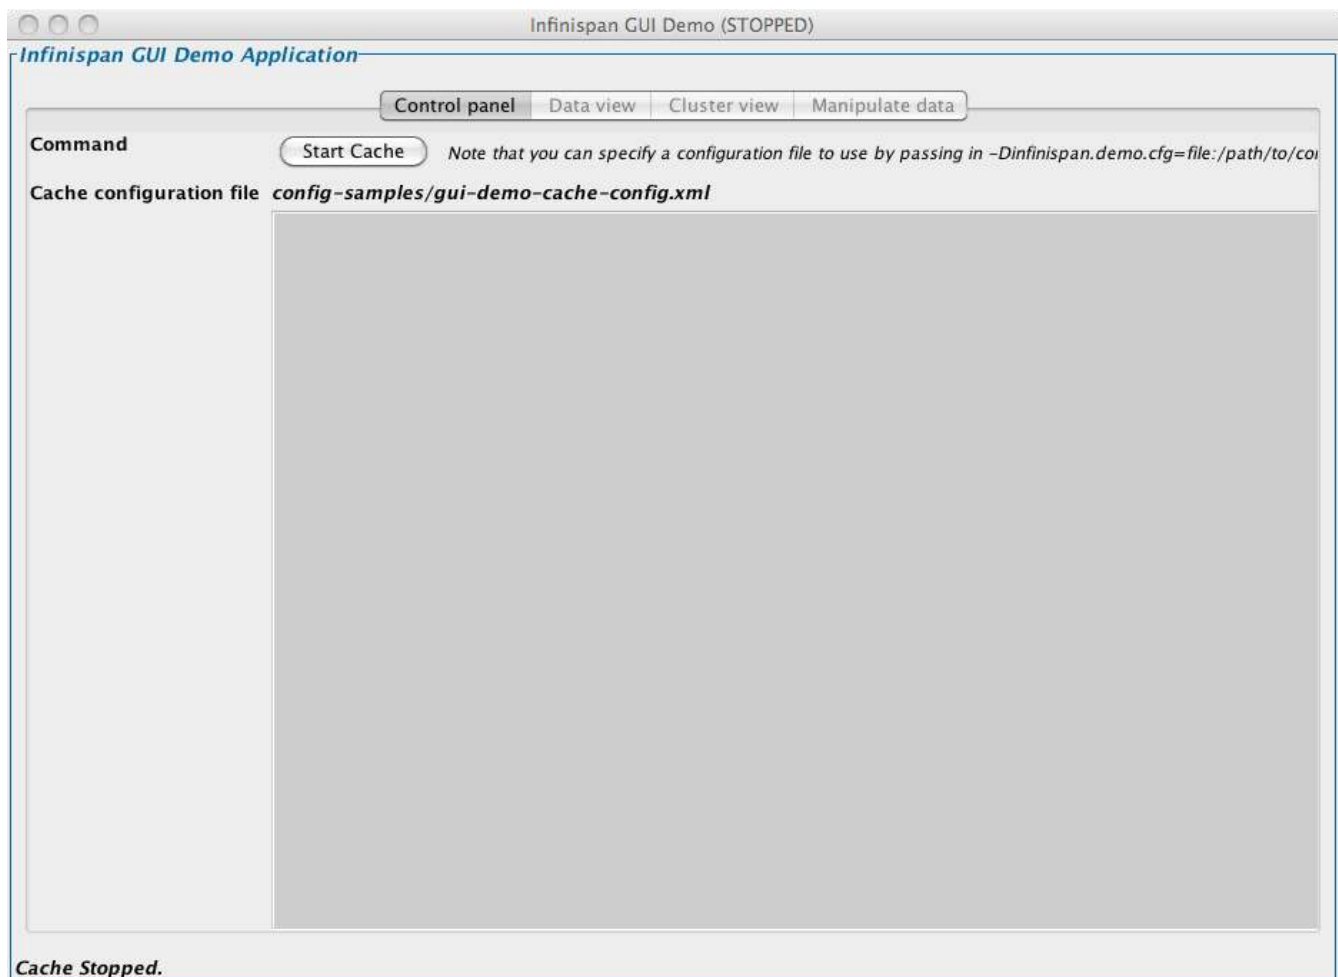 Infinispan GUI Demo (STOPPED)
Infinispan GUI Demo Application
Control panel Data view Cluster view Manipulate data
Command Start Cache Note that you can specify a configuration file to use by passing in -Dinfinispan.demo.cfg=file:/path/to/co
Cache configuration file config-samples/gui-demo-cache-config.xml
Cache Stopped.